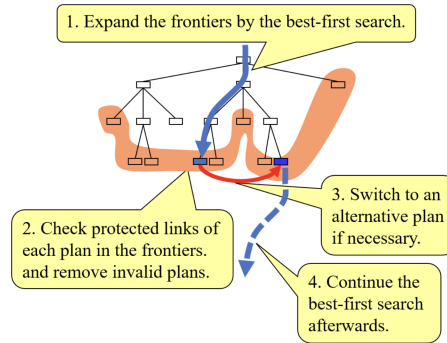 1. Expand the frontiers by the best-first search.
2. Check protected links of
each plan in the frontiers.
and remove invalid plans.
3. Switch to an
alternative plan
if necessary.
4. Continue the
best-first search
afterwards.